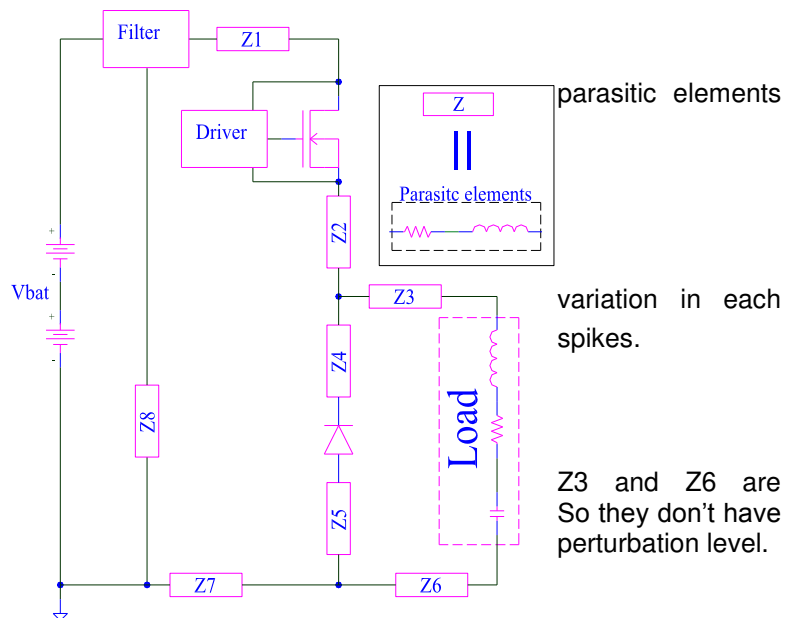 Filter
Z1
parasitic elements
Z
Driver
Parasitc elements
Z2
+
-
Vbat
+
-
Z3
variation in each
spikes.
Z4
Load
Z8
Z5
Z3 and Z6 are
So they don't have
perturbation level.
Z7
Z6